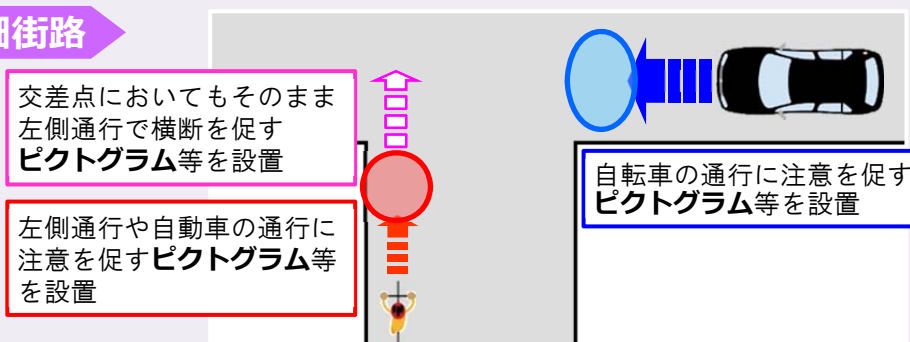 細街路
交差点においてもそのまま
左側通行で横断を促す
ピクトグラム等を設置
左側通行や自動車の通行に
注意を促すピクトグラム等
を設置
自転車の通行に注意を促す
ピクトグラム等を設置